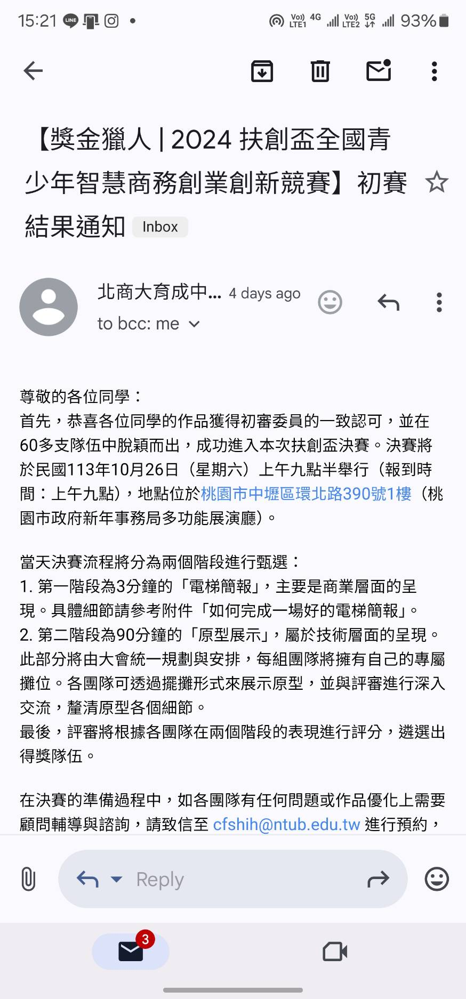 15:21 LINE Vo)) LTE1 4G Vo)) LTE2 5G 93%
【獎金獵人 | 2024 扶創盃全國青
少年智慧商務創業創新競賽】初賽
結果通知 Inbox
北商大育成中... 4 days ago
to bcc: me
尊敬的各位同學：
首先，恭喜各位同學的作品獲得初審委員的一致認可，並在
60多支隊伍中脫穎而出，成功進入本次扶創盃決賽。決賽將
於民國113年10月26日（星期六）上午九點半舉行（報到時
間：上午九點），地點位於桃園市中壢區環北路390號1樓（桃
園市政府新年事務局多功能展演廳）。
當天決賽流程將分為兩個階段進行甄選：
1. 第一階段為3分鐘的「電梯簡報」，主要是商業層面的呈
現。具體細節請參考附件「如何完成一場好的電梯簡報」。
2. 第二階段為90分鐘的「原型展示」，屬於技術層面的呈現。
此部分將由大會統一規劃與安排，每組團隊將擁有自己的專屬
攤位。各團隊可透過擺攤形式來展示原型，並與評審進行深入
交流，釐清原型各個細節。
最後，評審將根據各團隊在兩個階段的表現進行評分，遴選出
得獎隊伍。
在決賽的準備過程中，如各團隊有任何問題或作品優化上需要
顧問輔導與諮詢，請致信至 cfshih@ntub.edu.tw 進行預約，
Reply
3